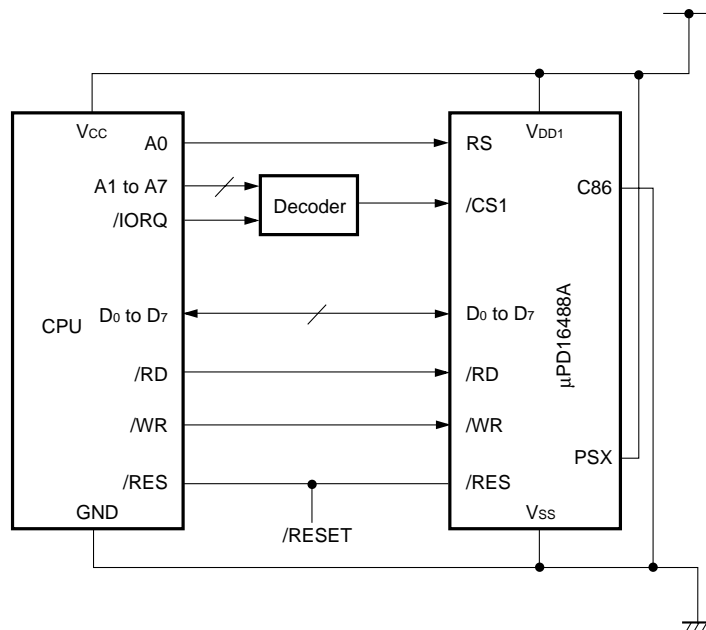 VCC
VDD1
A0
RS
A1 to A7
C86
Decoder
/CS1
/IORQ
D0 to D7
D0 to D7
CPU
μPD16488A
/RD
/RD
/WR
/WR
PSX
/RES
/RES
GND
VSS
/RESET